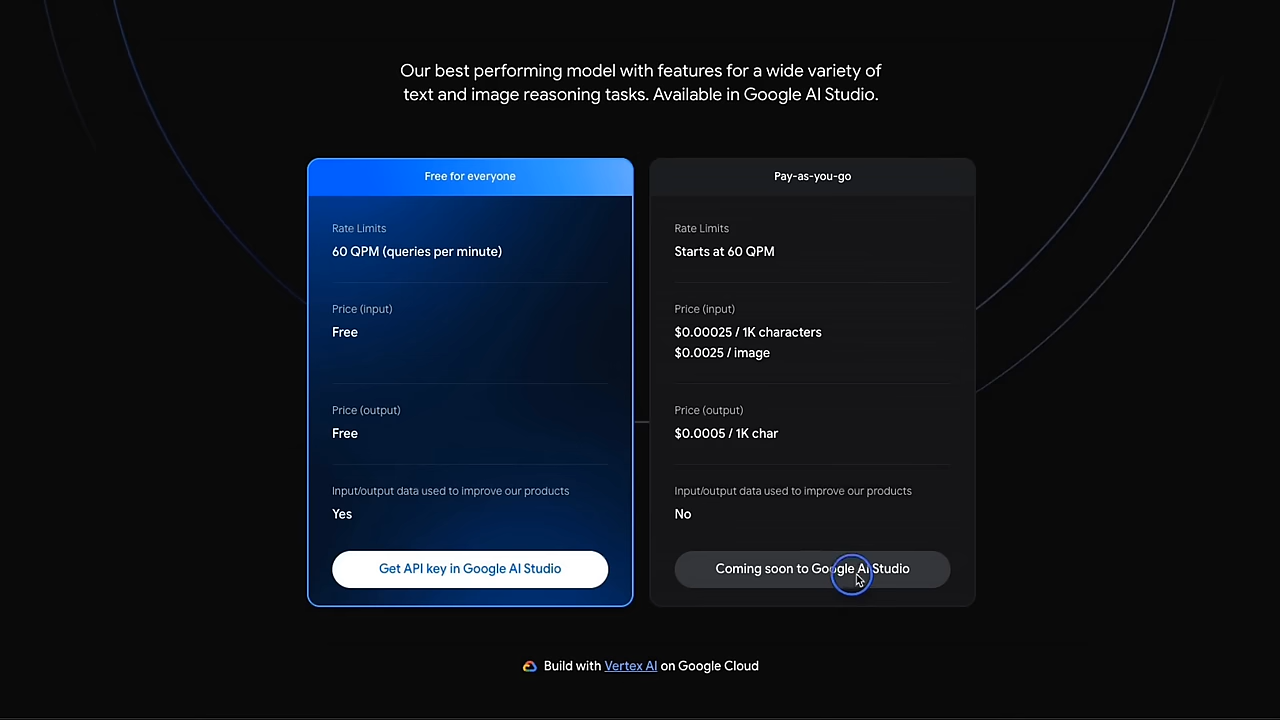 Our best performing model with features for a wide variety of
text and image reasoning tasks. Available in Google AI Studio.
Free for everyone
Rate Limits
60 QPM (queries per minute)
Price (input)
Free
Price (output)
Free
Input/output data used to improve our products
Yes
Get API key in Google AI Studio
Pay-as-you-go
Rate Limits
Starts at 60 QPM
Price (input)
$0.00025 / 1K characters
$0.0025 / image
Price (output)
$0.0005 / 1K char
Input/output data used to improve our products
No
Coming soon to Google AI Studio
Build with Vertex AI on Google Cloud